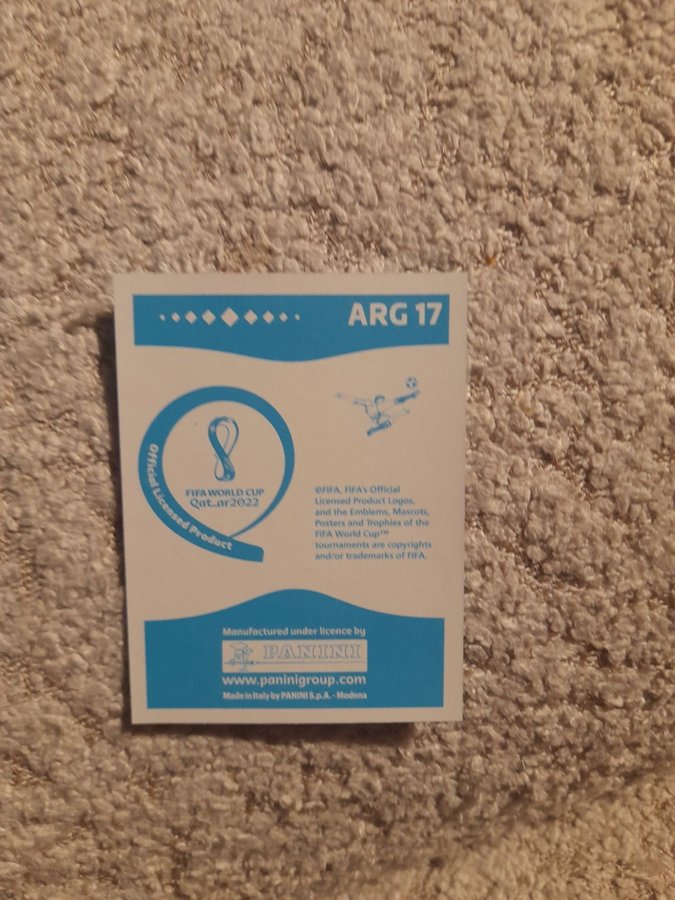 ARG 17
Official Licensed Product
FIFA WORLD CUP
Qat_ar2022
©FIFA, FIFA's Official
Licensed Product Logos,
and the Emblems, Mascots,
Posters and Trophies of the
FIFA World Cup™
tournaments are copyrights
and/or trademarks of FIFA.
Manufactured under licence by
PANINI
www.paninigroup.com
Made in Italy by PANINI S.p.A. - Modena